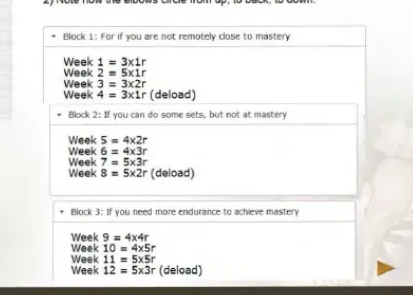 2) Note how the elbows circle from up, to back, to down.
Block 1: For if you are not remotely close to mastery
Week 1 = 3x1r
Week 2 = 5x1r
Week 3 = 3x2r
Week 4 = 3x1r (deload)
Block 2: If you can do some sets, but not at mastery
Week 5 = 4x2r
Week 6 = 4x3r
Week 7 = 5x3r
Week 8 = 5x2r (deload)
Block 3: If you need more endurance to achieve mastery
Week 9 = 4x4r
Week 10 = 4x5r
Week 11 = 5x5r
Week 12 = 5x3r (deload)